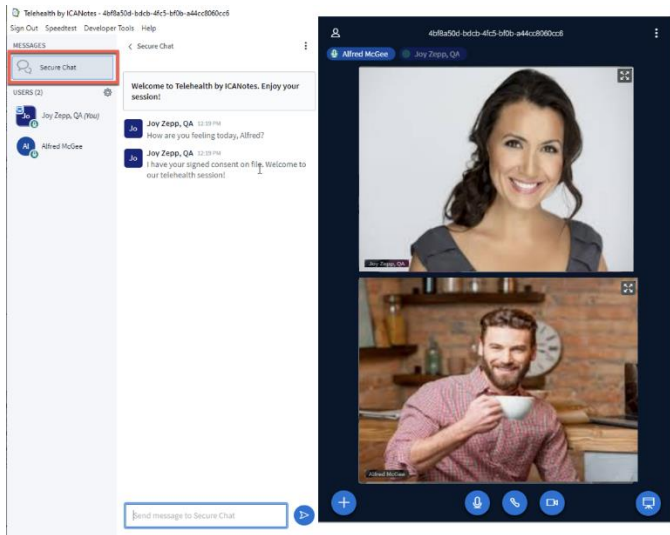 Telehealth by ICANotes - 4bf8a50d-bdcb-4fc5-bf0b-a44cc8060cc6
Sign Out Speedtest Developer Tools Help
MESSAGES
Secure Chat
USERS (2)
Jo Joy Zepp, QA (You)
Al Alfred McGee
Secure Chat
Welcome to Telehealth by ICANotes. Enjoy your
session!
Jo Joy Zepp, QA 12:39 PM
How are you feeling today, Alfred?
Jo Joy Zepp, QA 12:39 PM
I have your signed consent on file. Welcome to
our telehealth session!
Send message to Secure Chat
4bf8a50d-bdcb-4fc5-bf0b-a44cc8060cc6
Alfred McGee Joy Zepp, QA
Joy Zepp, QA
Alfred McGee